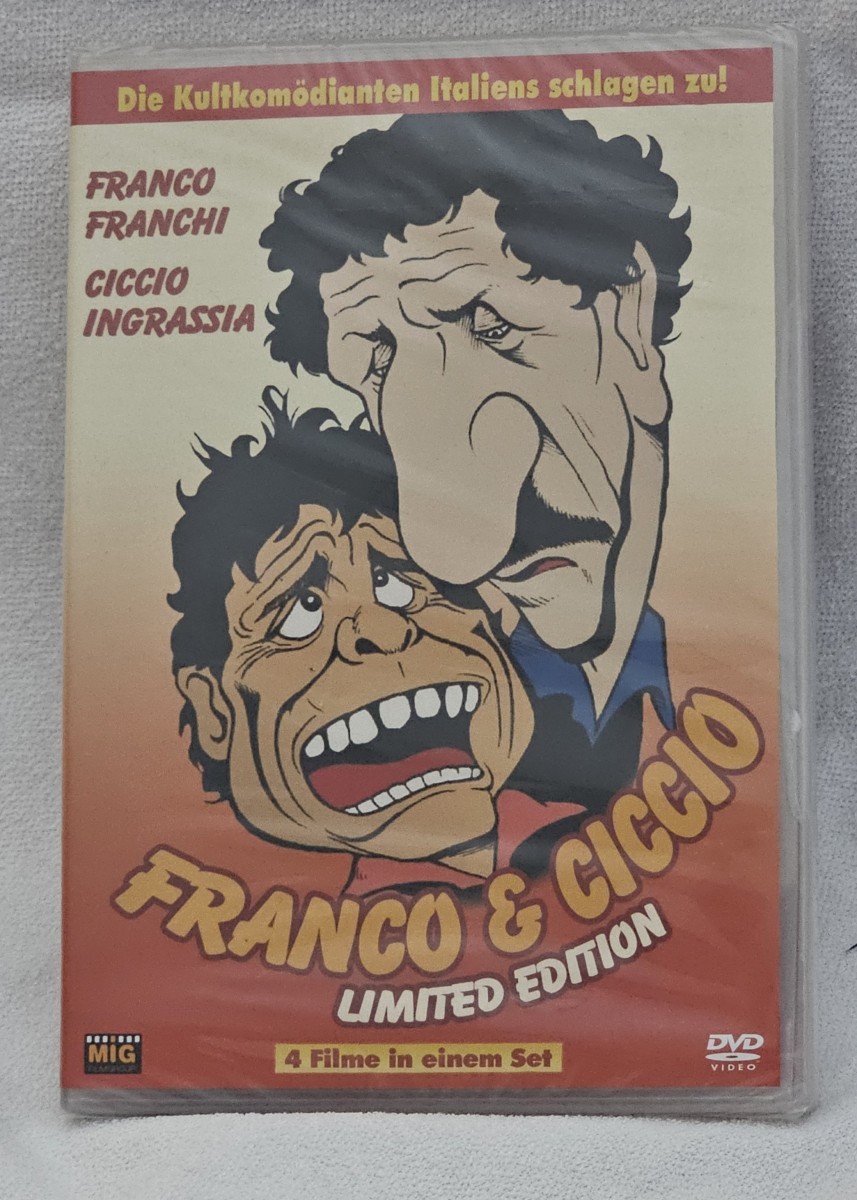 Die Kultkomödianten Italiens schlagen zu!
FRANCO
FRANCHI
CICCIO
INGRASSIA
FRANCO & CICCIO
LIMITED EDITION
4 Filme in einem Set
MIG
FILMGROUP
DVD
VIDEO